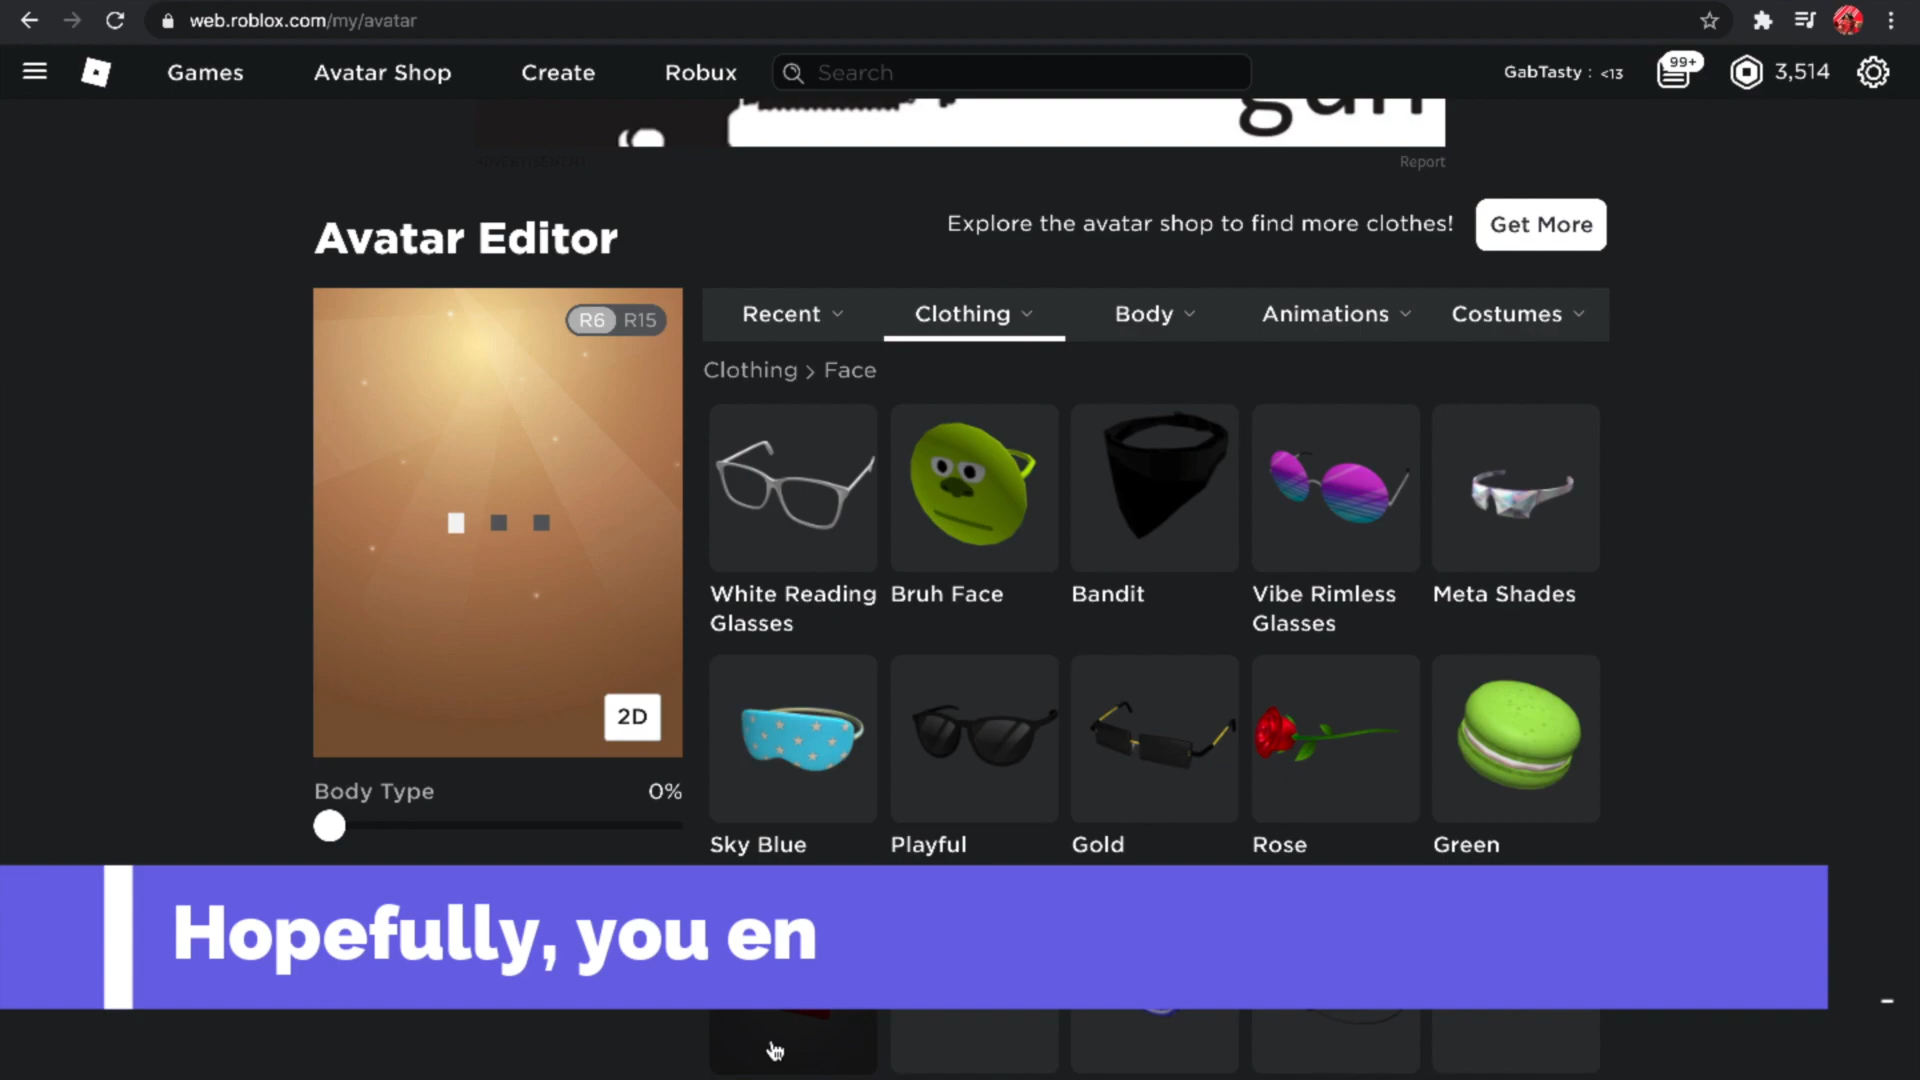 web.roblox.com/my/avatar
Games Avatar Shop Create Robux Search GabTasty : <13 99+ 3,514
ADVERTISEMENT Report
Avatar Editor
Explore the avatar shop to find more clothes! Get More
R6 R15
2D
Body Type 0%
Recent Clothing Body Animations Costumes
Clothing > Face
White Reading Glasses
Bruh Face
Bandit
Vibe Rimless Glasses
Meta Shades
Sky Blue
Playful
Gold
Rose
Green
Hopefully, you en